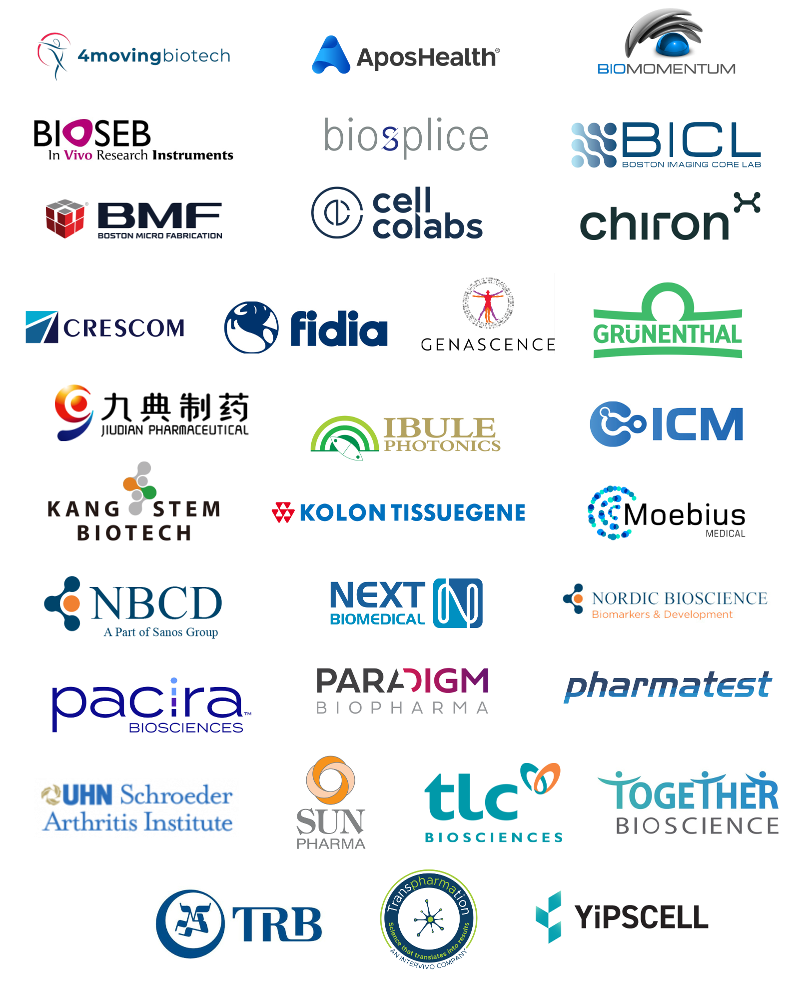 4movingbiotech
AposHealth®
BIOMOMENTUM
BIOSEB
In Vivo Research Instruments
biosplice
BICL
BOSTON IMAGING CORE LAB
BMF
®
BOSTON MICRO FABRICATION
cell
colabs
chiron
CRESCOM
fidia
GENASCENCE
GRÜNENTHAL
九典制药
JIUDIAN PHARMACEUTICAL
IBULE
PHOTONICS
ICM
KANG STEM
BIOTECH
KOLON TISSUEGENE
Moebius
MEDICAL
NBCD
A Part of Sanos Group
NEXT
BIOMEDICAL
NORDIC BIOSCIENCE
Biomarkers & Development
pacira™
BIOSCIENCES
PARADIGM
BIOPHARMA
pharmatest
UHN Schroeder
Arthritis Institute
SUN
PHARMA
tlc
BIOSCIENCES
TOGETHER
BIOSCIENCE
TRB
Transpharmation
Science that translates into results
AN INTERVIVO COMPANY
YiPSCELL